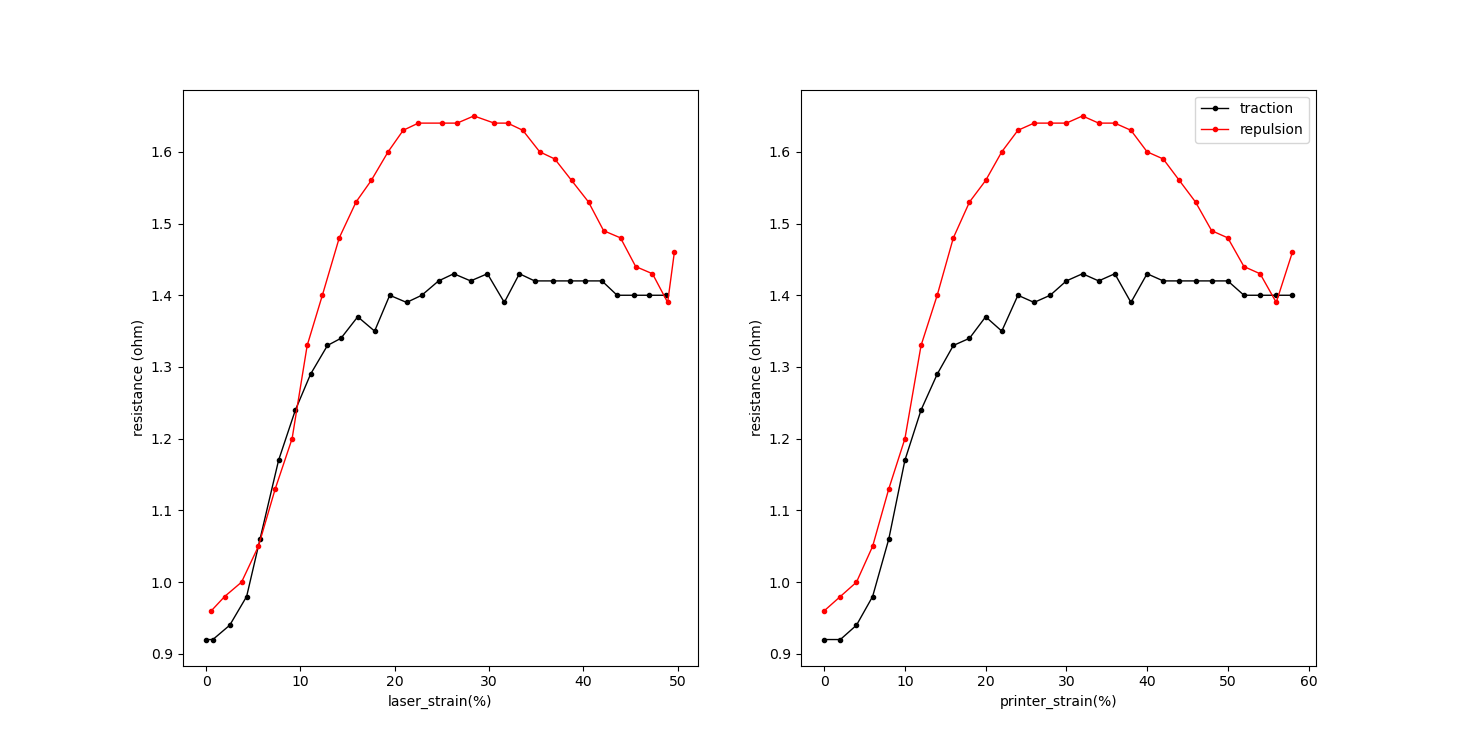 resistance (ohm)
1.6
1.5
1.4
1.3
1.2
1.1
1.0
0.9
0 10 20 30 40 50
laser_strain(%)
traction
repulsion
resistance (ohm)
1.6
1.5
1.4
1.3
1.2
1.1
1.0
0.9
0 10 20 30 40 50 60
printer_strain(%)